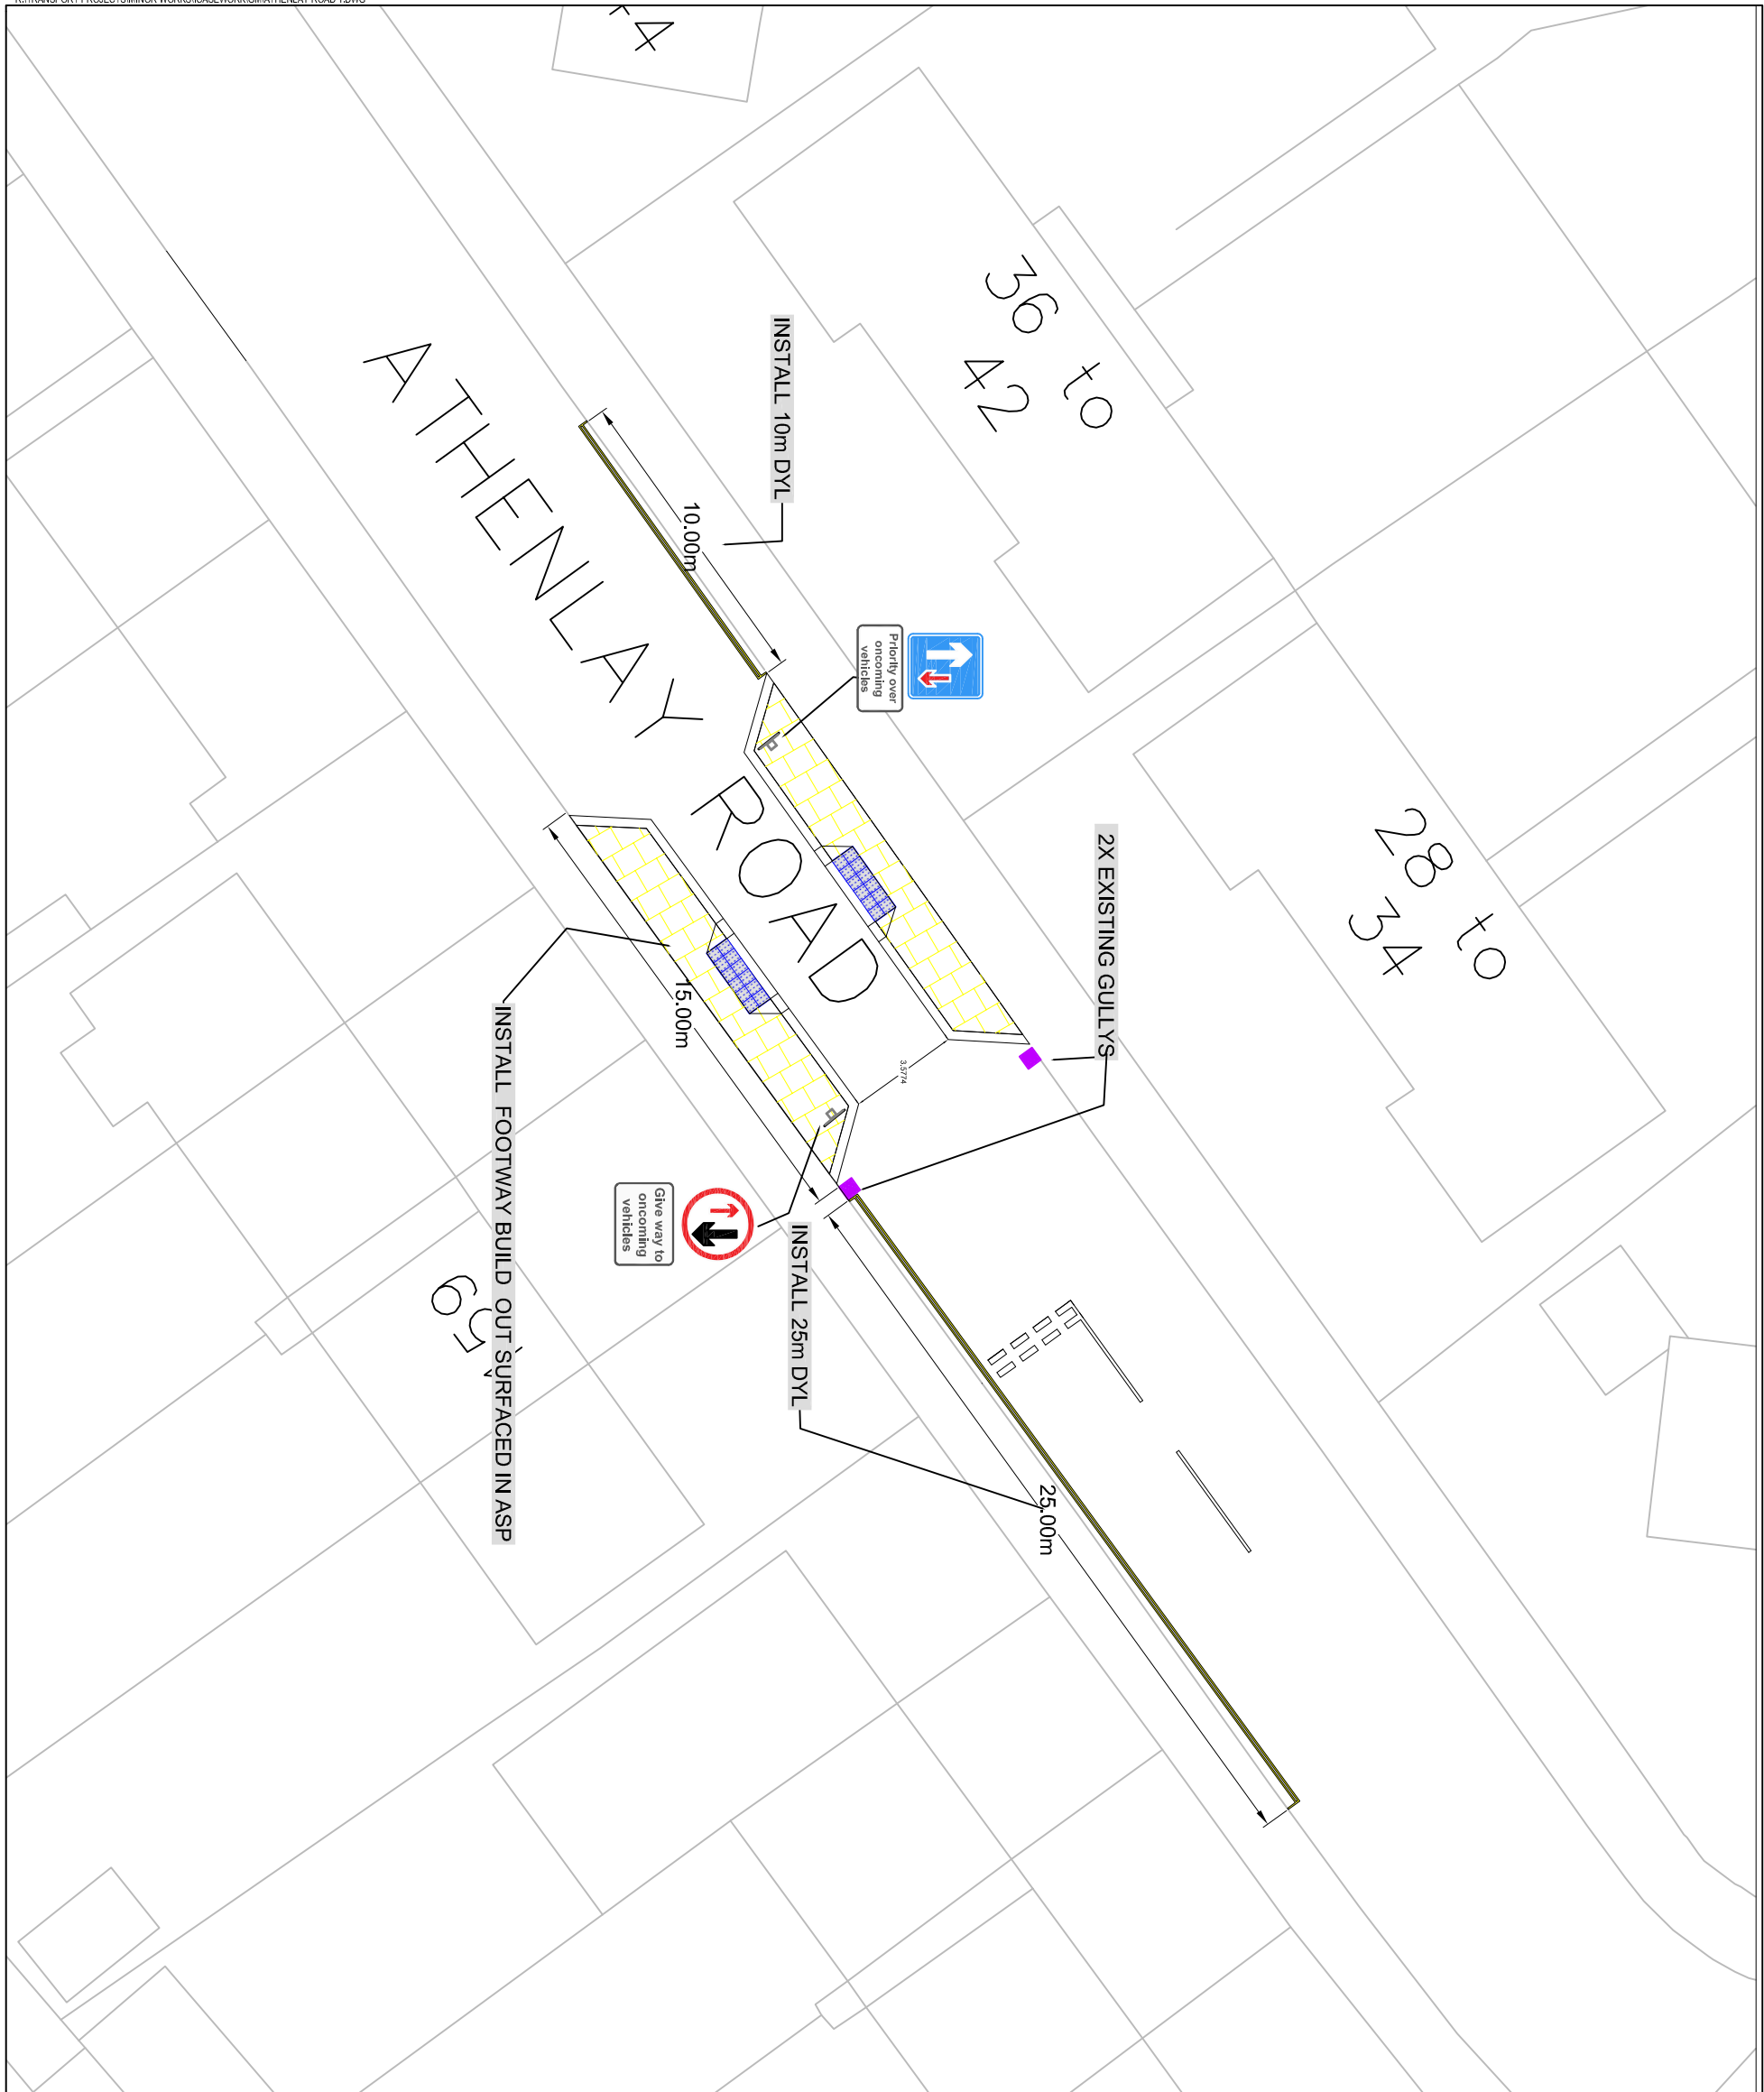 36 to
42
INSTALL 10m DYL
10.00m
Priority over
oncoming
vehicles
ATHENLAY ROAD
28 to
34
2X EXISTING GULLYS
3.5774
15.00m
INSTALL FOOTWAY BUILD OUT SURFACED IN ASP
Give way to
oncoming
vehicles
INSTALL 25m DYL
25.00m